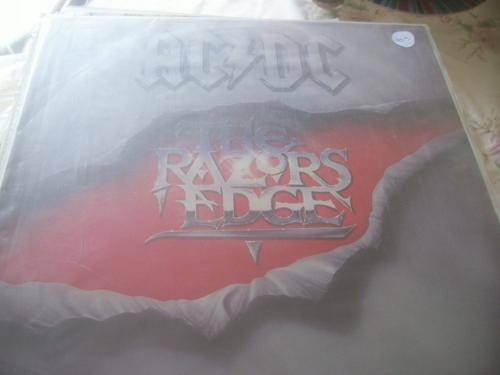 AC/DC
THE
RAZORS
EDGE